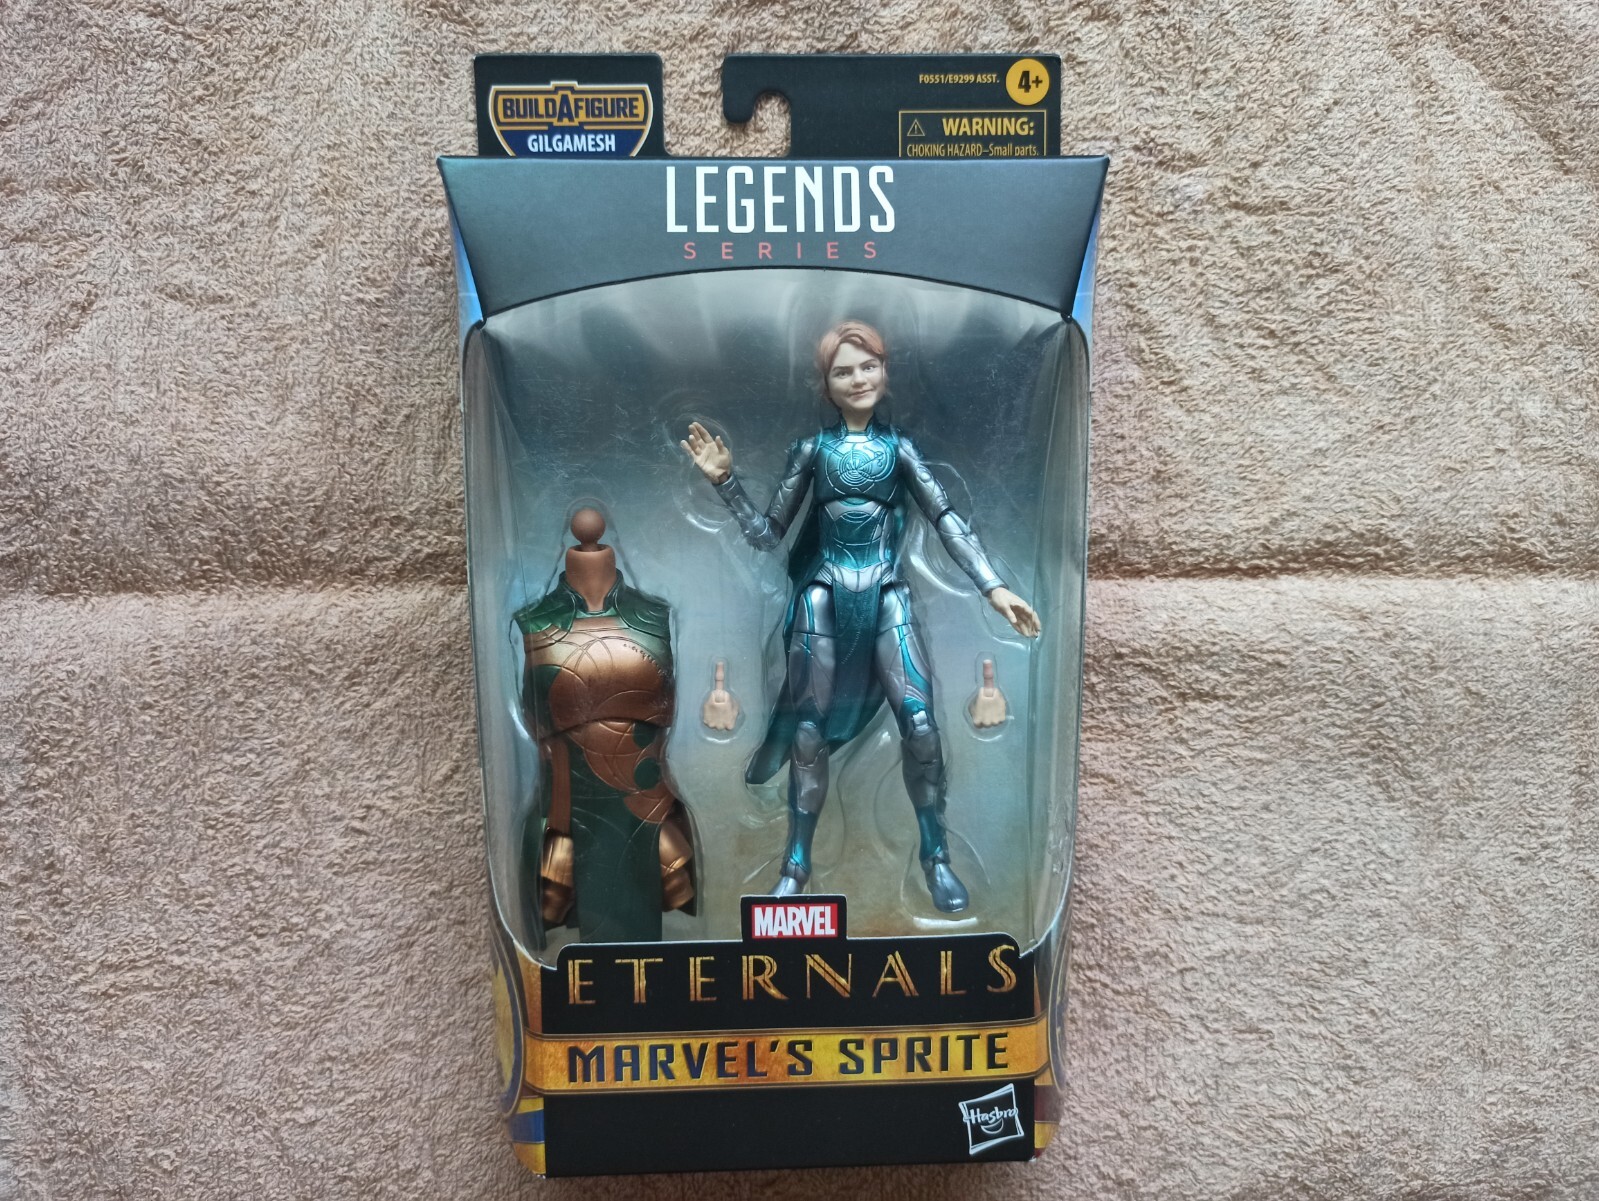 BUILD A FIGURE
GILGAMESH
F0551/E9299 ASST.
4+
WARNING:
CHOKING HAZARD–Small parts.
LEGENDS
SERIES
MARVEL
ETERNALS
MARVEL'S SPRITE
Hasbro